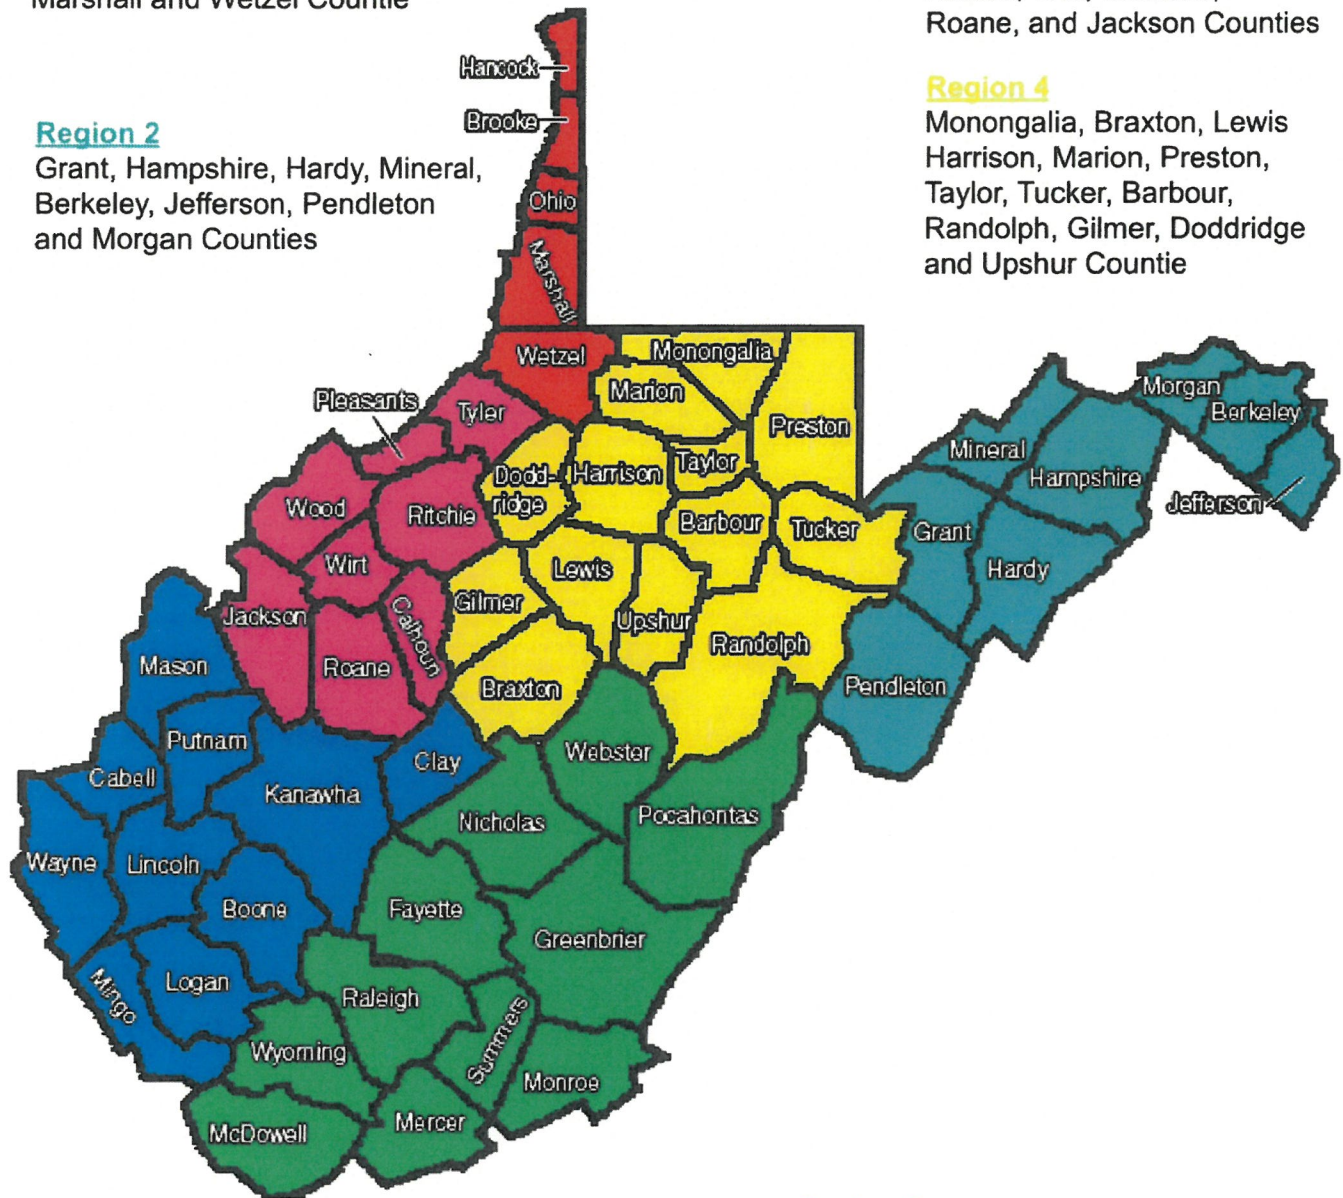 Marshall and Wetzel Countie
Region 2
Grant, Hampshire, Hardy, Mineral,
Berkeley, Jefferson, Pendleton
and Morgan Counties
Roane, and Jackson Counties
Region 4
Monongalia, Braxton, Lewis
Harrison, Marion, Preston,
Taylor, Tucker, Barbour,
Randolph, Gilmer, Doddridge
and Upshur Countie
Hancock
Brooke
Ohio
Marshall
Wetzel
Monongalia
Marion
Preston
Pleasants
Tyler
Dodd-
ridge
Harrison
Taylor
Morgan
Berkeley
Mineral
Hampshire
Jefferson
Wood
Ritchie
Barbour
Tucker
Grant
Hardy
Wirt
Lewis
Gilmer
Calhoun
Jackson
Upshur
Randolph
Mason
Roane
Braxton
Pendleton
Putnam
Clay
Webster
Cabell
Kanawha
Nicholas
Pocahontas
Wayne
Lincoln
Boone
Fayette
Greenbrier
Mingo
Logan
Raleigh
Summers
Wyoming
Monroe
McDowell
Mercer